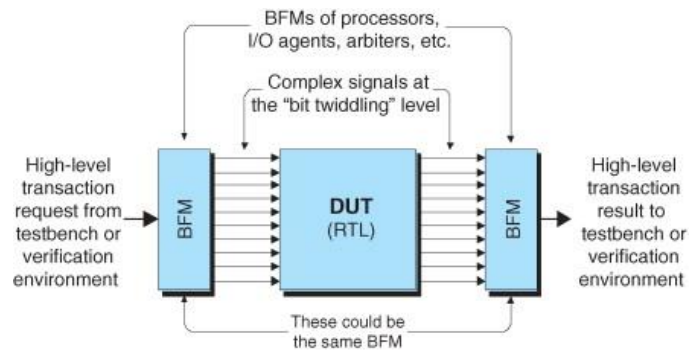 BFMs of processors,
I/O agents, arbiters, etc.
Complex signals at
the “bit twiddling” level
High-level
transaction
request from
testbench or
verification
environment
BFM
DUT
(RTL)
BFM
High-level
transaction
result to
testbench or
verification
environment
These could be
the same BFM